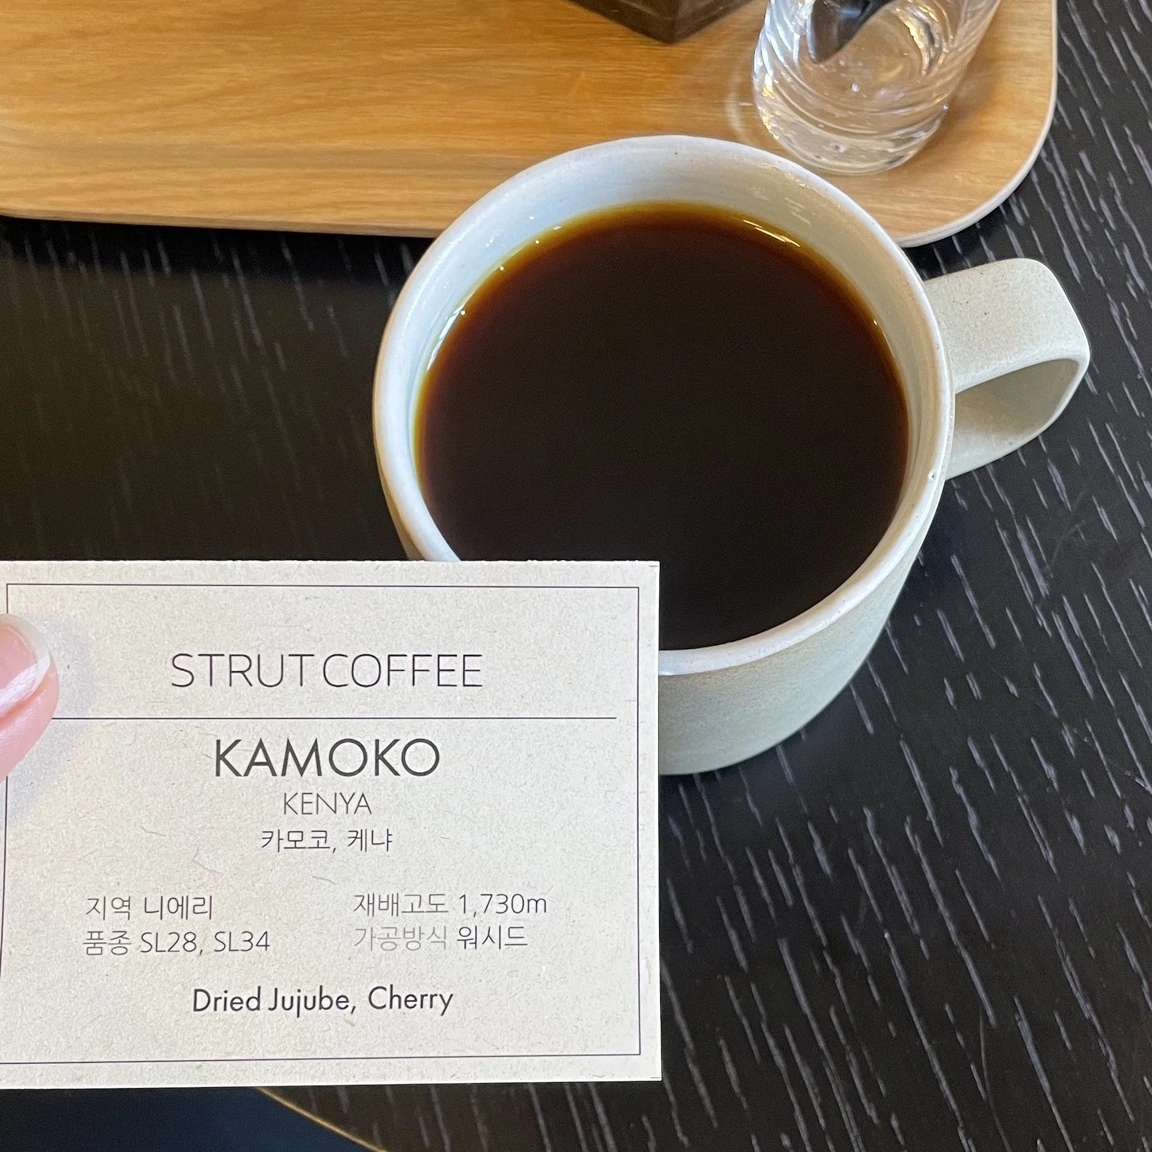 STRUT COFFEE
KAMOKO
KENYA
카모코, 케냐
지역 니에리 재배고도 1,730m
품종 SL28, SL34 가공방식 워시드
Dried Jujube, Cherry